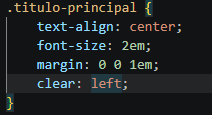 .titulo-principal {
text-align: center;
font-size: 2em;
margin: 0 0 1em;
clear: left;
}